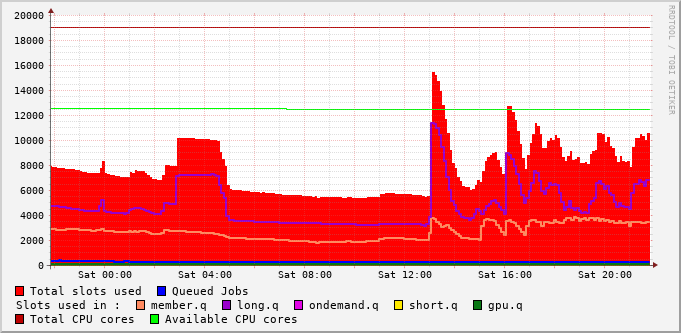 RRDTOOL / TOBI OETIKER
20000
18000
16000
14000
12000
10000
8000
6000
4000
2000
0
Sat 00:00 Sat 04:00 Sat 08:00 Sat 12:00 Sat 16:00 Sat 20:00
Total slots used Queued Jobs
Slots used in : member.q long.q ondemand.q short.q gpu.q
Total CPU cores Available CPU cores